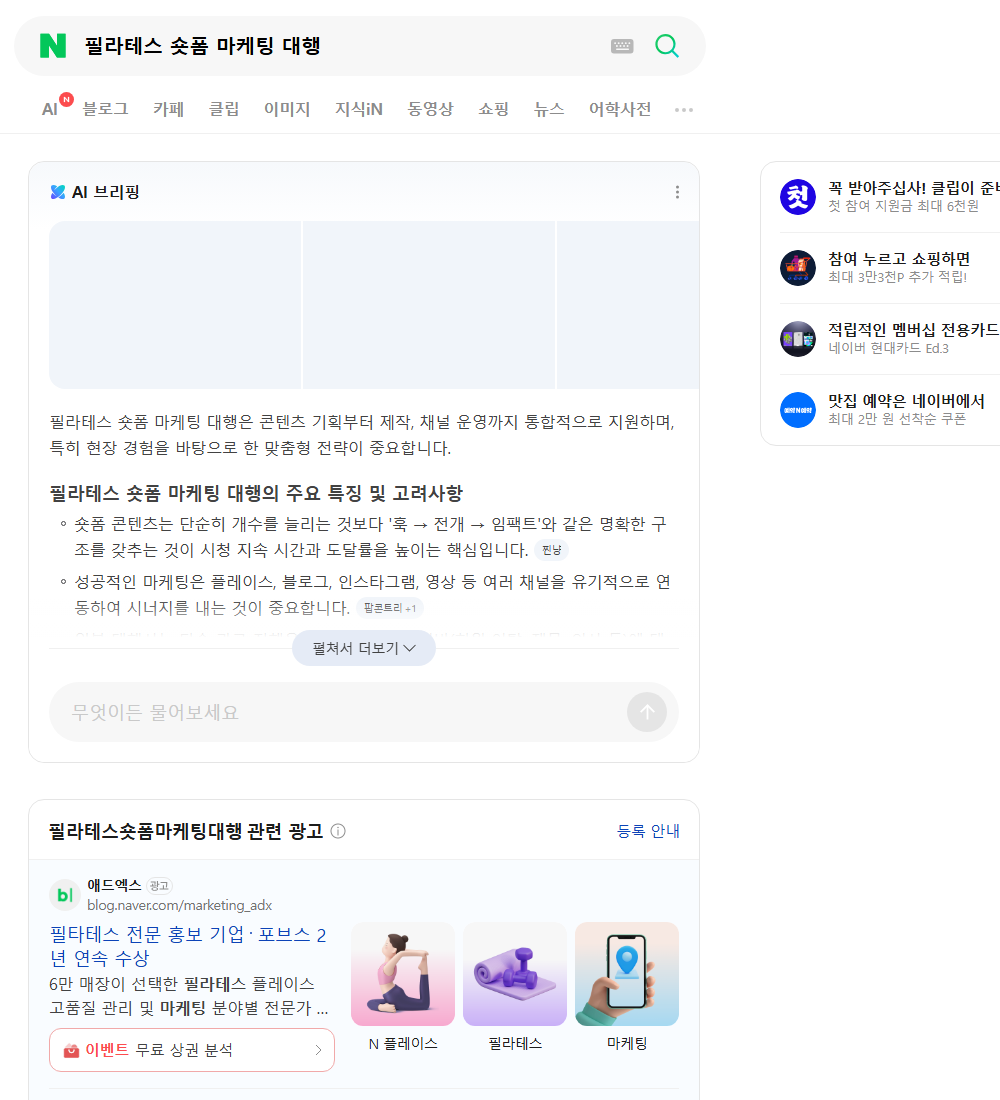 필라테스 숏폼 마케팅 대행
AI N 블로그 카페 클립 이미지 지식iN 동영상 쇼핑 뉴스 어학사전
AI 브리핑
필라테스 숏폼 마케팅 대행은 콘텐츠 기획부터 제작, 채널 운영까지 통합적으로 지원하며,
특히 현장 경험을 바탕으로 한 맞춤형 전략이 중요합니다.
필라테스 숏폼 마케팅 대행의 주요 특징 및 고려사항
숏폼 콘텐츠는 단순히 개수를 늘리는 것보다 '훅 → 전개 → 임팩트'와 같은 명확한 구
조를 갖추는 것이 시청 지속 시간과 도달률을 높이는 핵심입니다. 찐냥
성공적인 마케팅은 플레이스, 블로그, 인스타그램, 영상 등 여러 채널을 유기적으로 연
동하여 시너지를 내는 것이 중요합니다. 팜콘트리 +1
펼쳐서 더보기
무엇이든 물어보세요
필라테스숏폼마케팅대행 관련 광고
등록 안내
애드엑스 광고
blog.naver.com/marketing_adx
필타테스 전문 홍보 기업 · 포브스 2
년 연속 수상
6만 매장이 선택한 필라테스 플레이스
고품질 관리 및 마케팅 분야별 전문가 ...
이벤트 무료 상권 분석
N 플레이스
필라테스
마케팅
첫
꼭 받아주십사! 클립이 준비
첫 참여 지원금 최대 6천원
참여 누르고 쇼핑하면
최대 3만3천P 추가 적립!
적립적인 멤버십 전용카드
네이버 현대카드 Ed.3
맛집 예약은 네이버에서
최대 2만 원 선착순 쿠폰